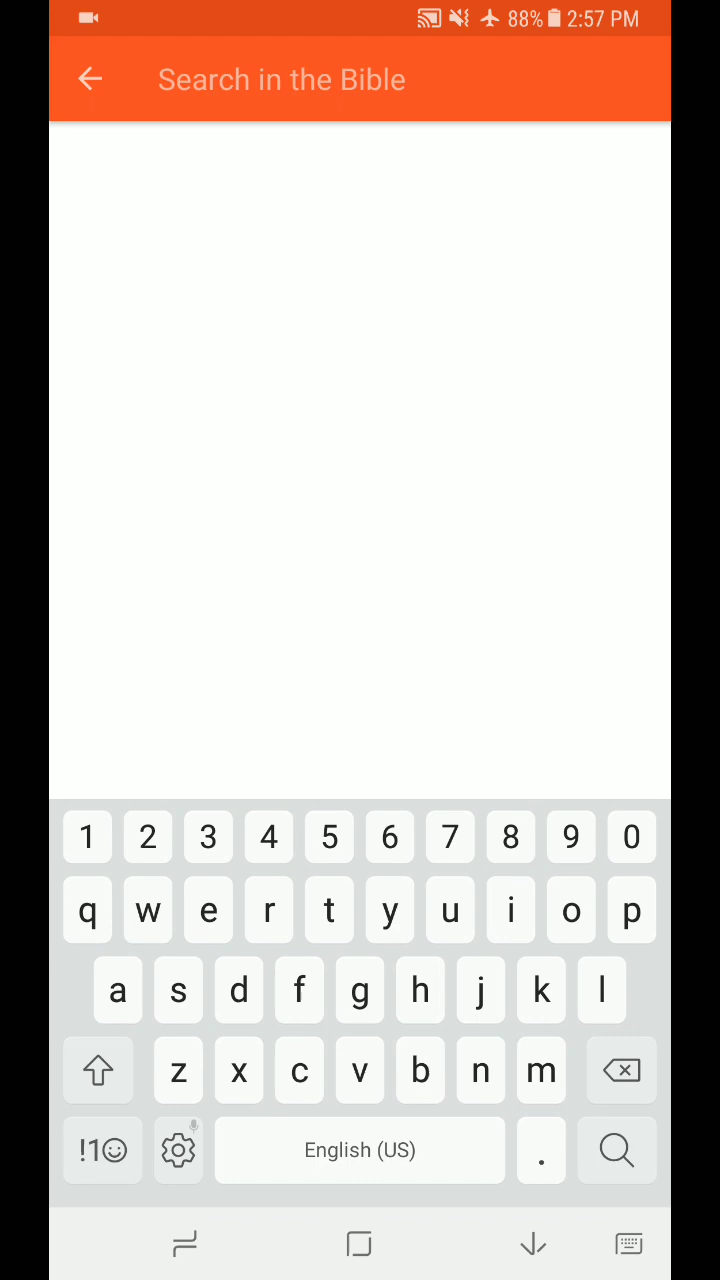 88% 2:57 PM
Search in the Bible
1 2 3 4 5 6 7 8 9 0
q w e r t y u i o p
a s d f g h j k l
z x c v b n m
!1☺ English (US) .